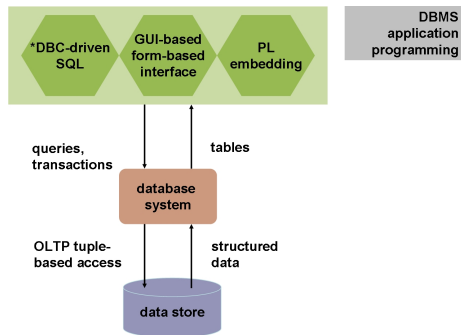 *DBC-driven
SQL
GUI-based
form-based
interface
PL
embedding
DBMS
application
programming
queries,
transactions
tables
database
system
OLTP tuple-
based access
structured
data
data store